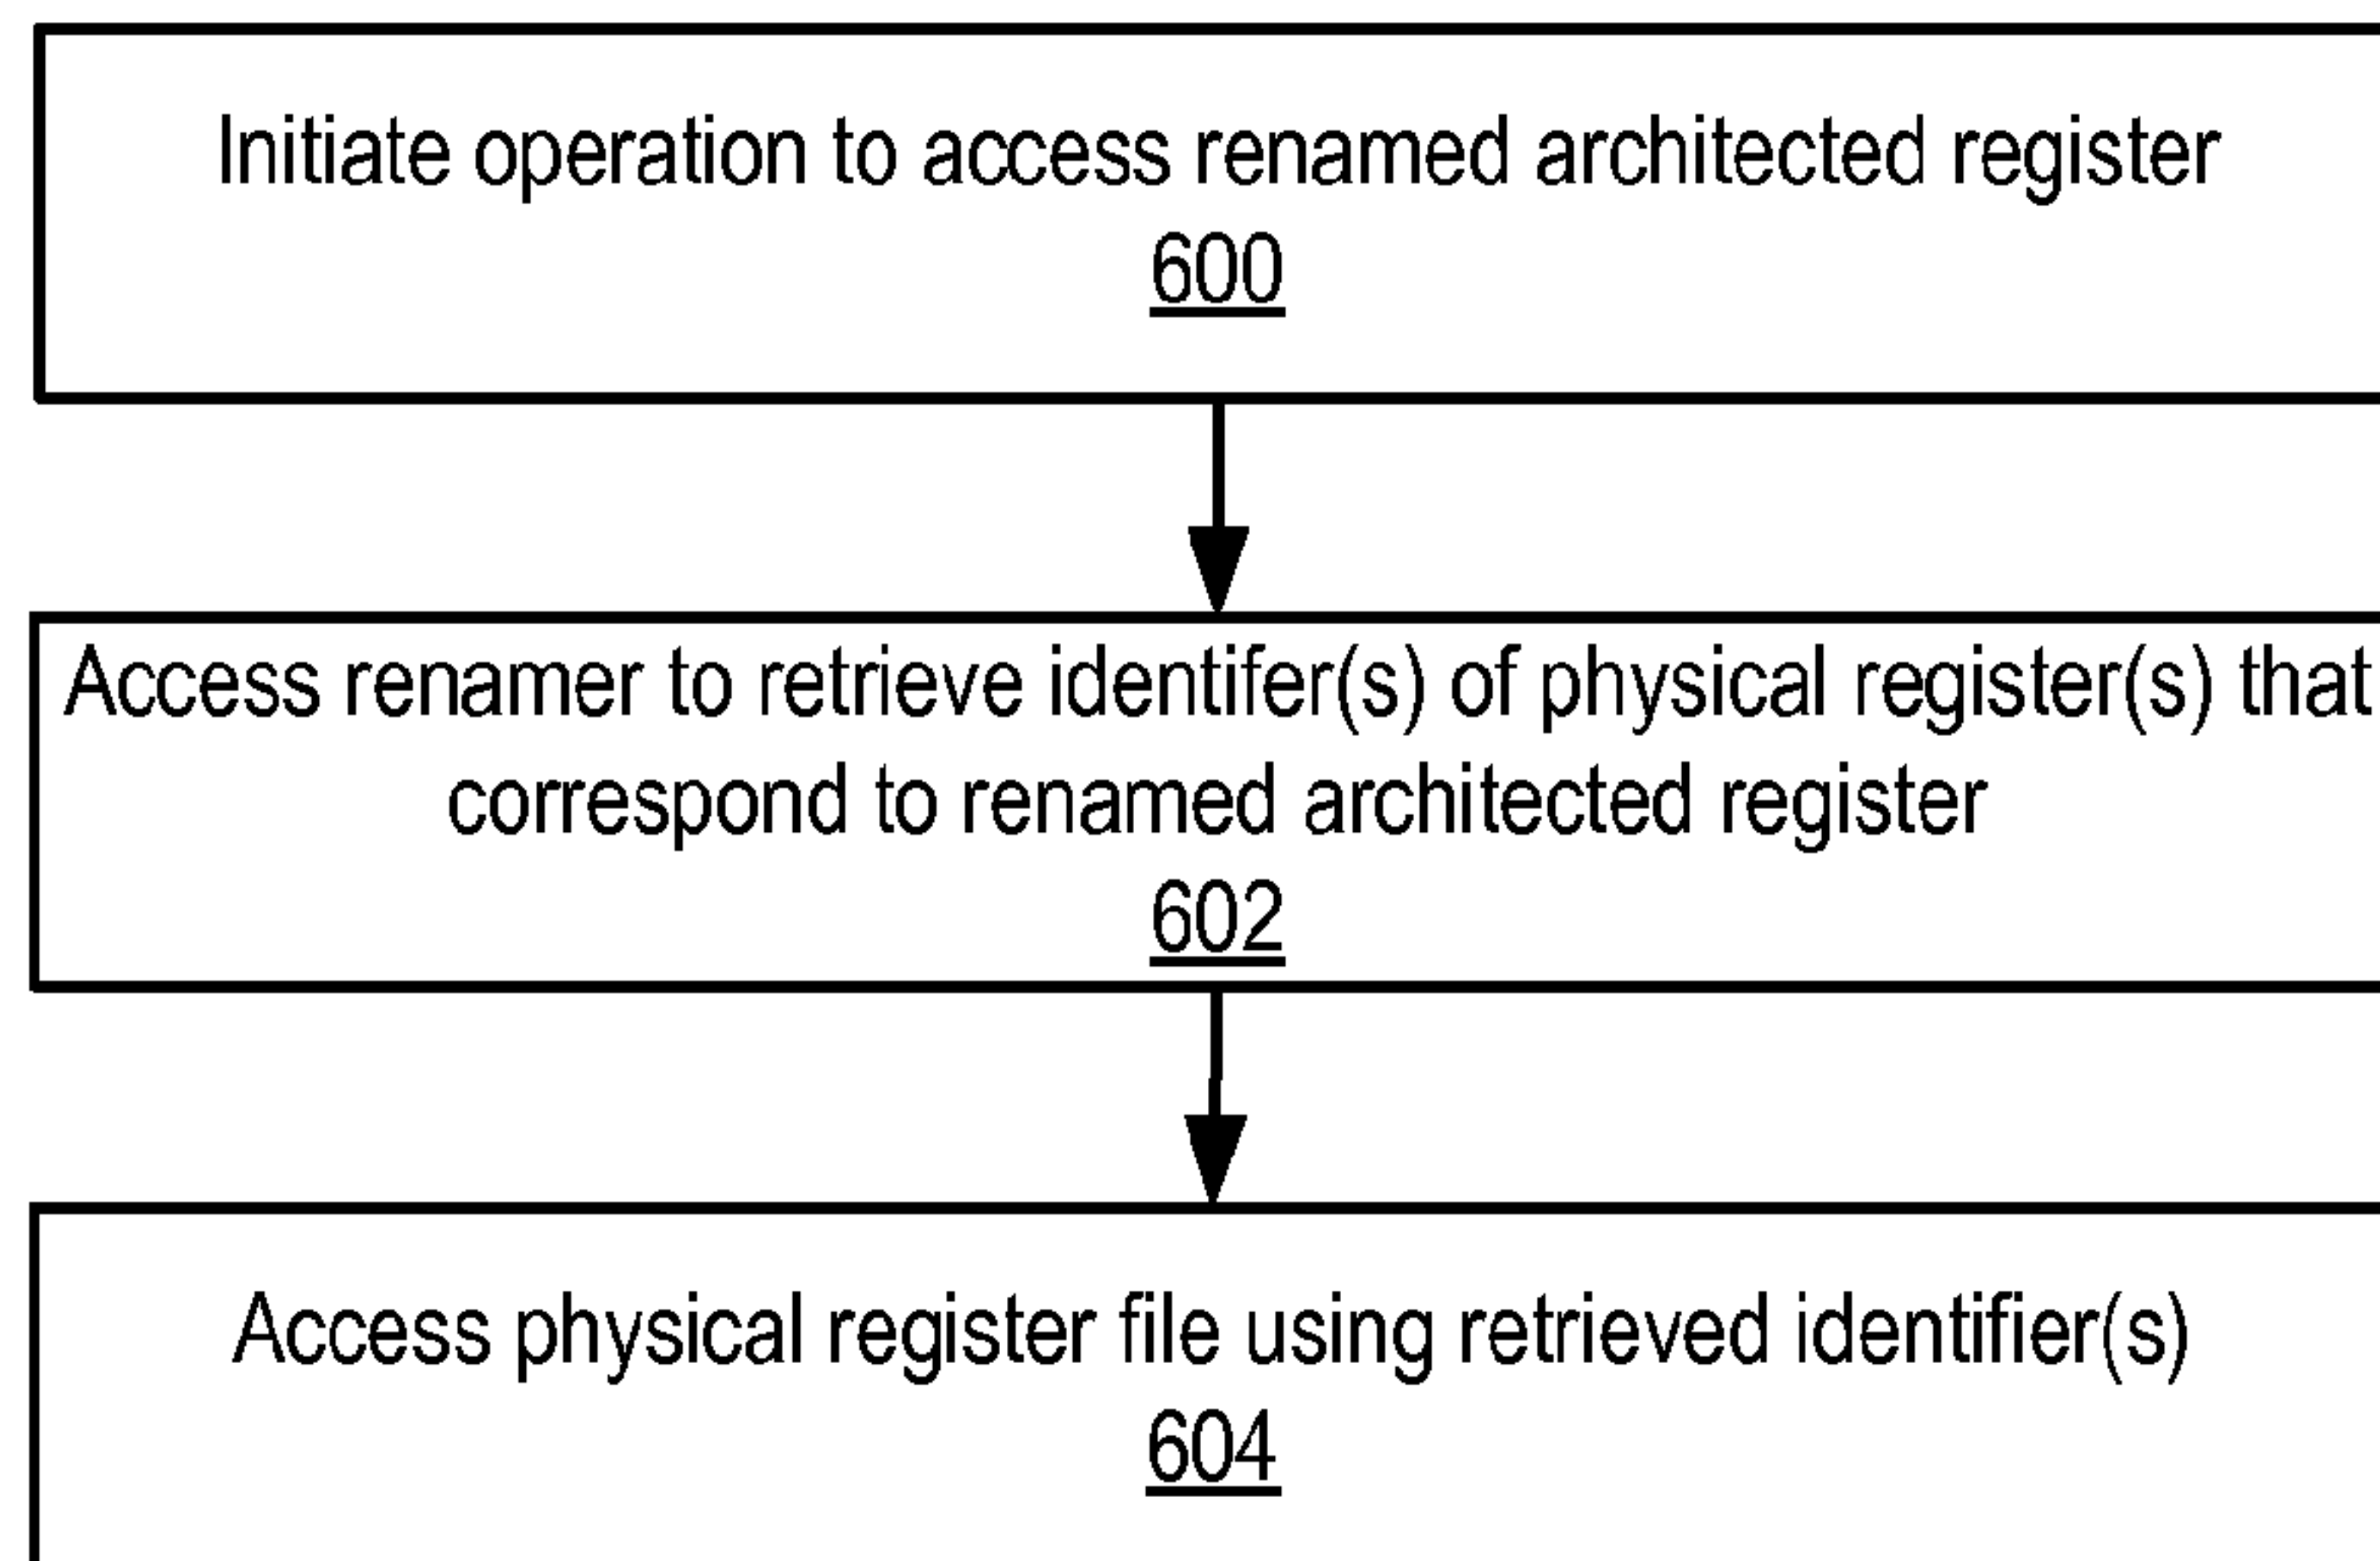 Initiate operation to access renamed architected register
600
Access renamer to retrieve identifer(s) of physical register(s) that
correspond to renamed architected register
602
Access physical register file using retrieved identifier(s)
604